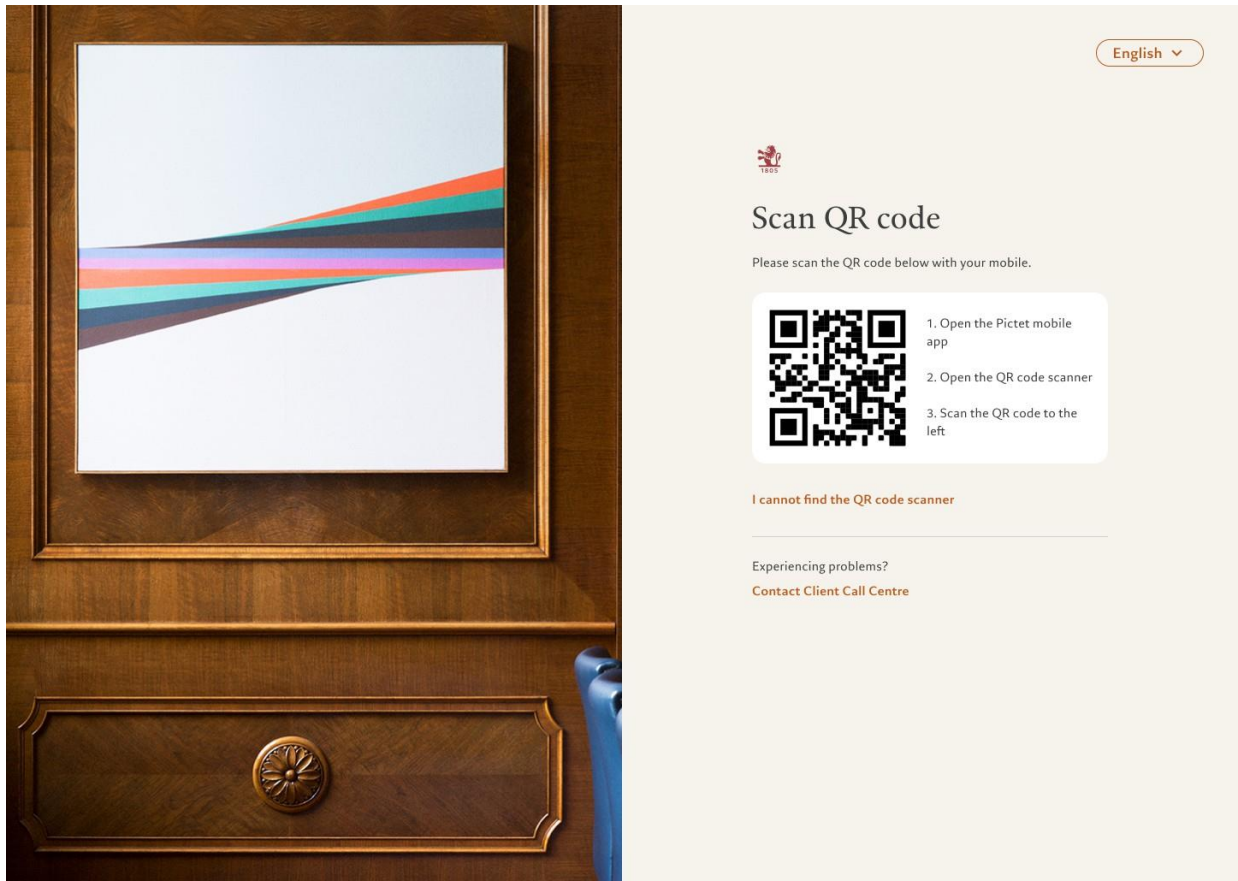 English
1805
Scan QR code
Please scan the QR code below with your mobile.
1. Open the Pictet mobile
app
2. Open the QR code scanner
3. Scan the QR code to the
left
I cannot find the QR code scanner
Experiencing problems?
Contact Client Call Centre